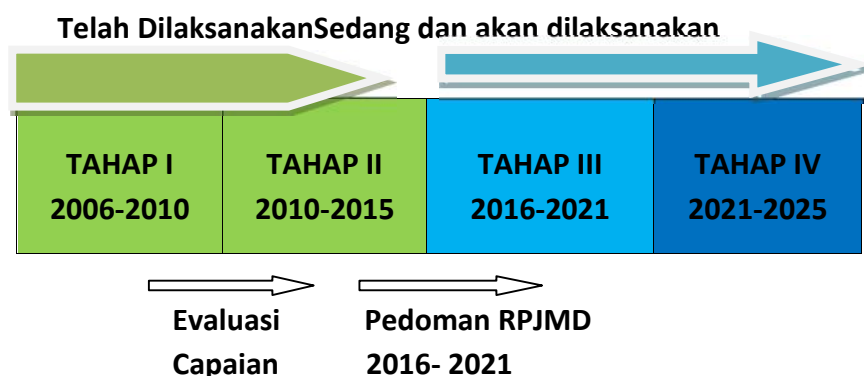 Telah DilaksanakanSedang dan akan dilaksanakan
TAHAP I
2006-2010
TAHAP II
2010-2015
TAHAP III
2016-2021
TAHAP IV
2021-2025
Evaluasi
Capaian
Pedoman RPJMD
2016- 2021